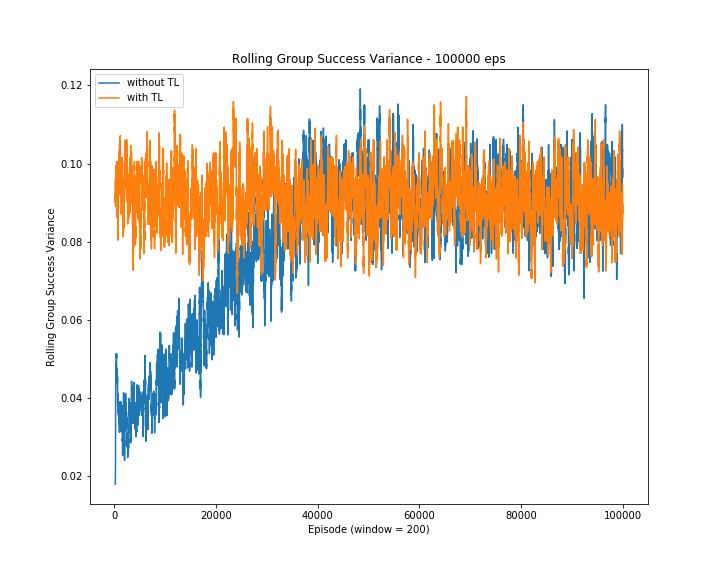 Rolling Group Success Variance - 100000 eps
without TL
with TL
0.12
0.10
0.08
0.06
0.04
0.02
Rolling Group Success Variance
0
20000
40000
60000
80000
100000
Episode (window = 200)